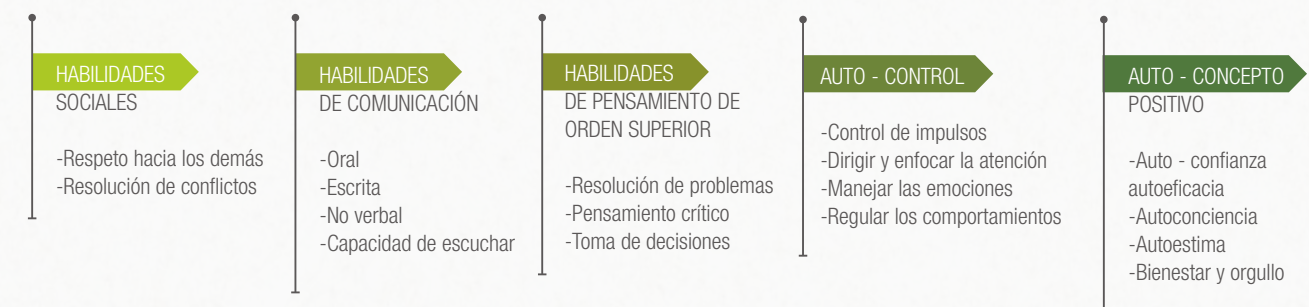 HABILIDADES
SOCIALES
-Respeto hacia los demás
-Resolución de conflictos
HABILIDADES
DE COMUNICACIÓN
-Oral
-Escrita
-No verbal
-Capacidad de escuchar
HABILIDADES
DE PENSAMIENTO DE
ORDEN SUPERIOR
-Resolución de problemas
-Pensamiento crítico
-Toma de decisiones
AUTO - CONTROL
-Control de impulsos
-Dirigir y enfocar la atención
-Manejar las emociones
-Regular los comportamientos
AUTO - CONCEPTO
POSITIVO
-Auto - confianza
autoeficacia
-Autoconciencia
-Autoestima
-Bienestar y orgullo